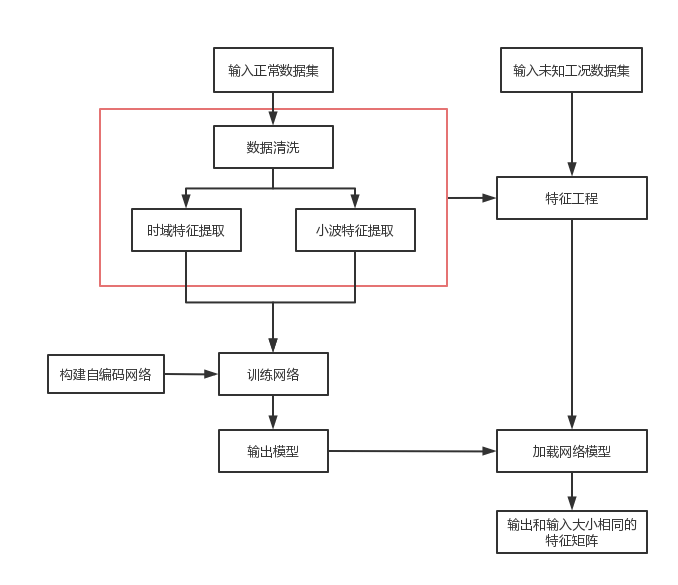 输入正常数据集
输入未知工况数据集
数据清洗
特征工程
时域特征提取
小波特征提取
构建自编码网络
训练网络
输出模型
加载网络模型
输出和输入大小相同的
特征矩阵